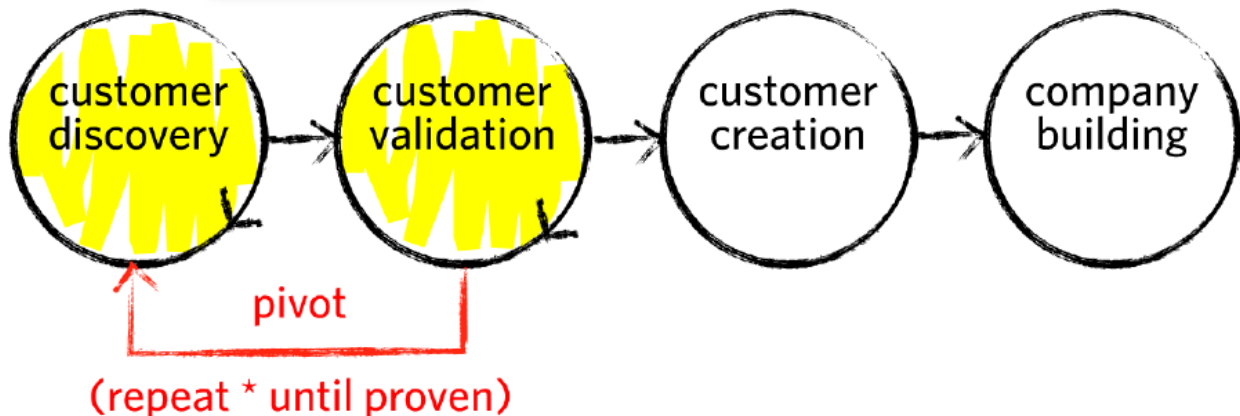 customer
discovery
customer
validation
customer
creation
company
building
pivot
(repeat * until proven)